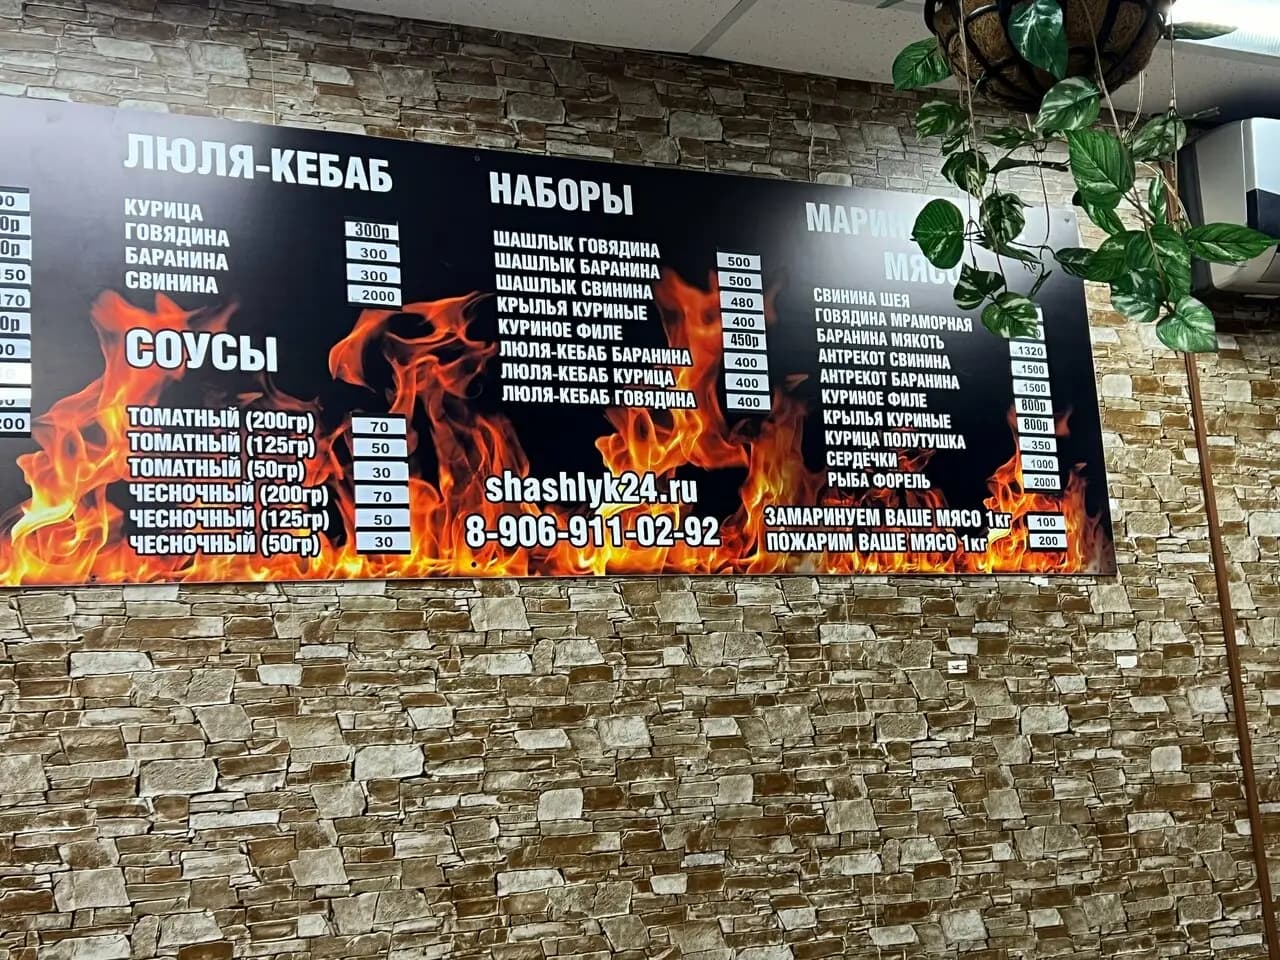 ЛЮЛЯ-КЕБАБ
КУРИЦА 300р
ГОВЯДИНА 300
БАРАНИНА 300
СВИНИНА 2000
СОУСЫ
ТОМАТНЫЙ (200гр) 70
ТОМАТНЫЙ (125гр) 50
ТОМАТНЫЙ (50гр) 30
ЧЕСНОЧНЫЙ (200гр) 70
ЧЕСНОЧНЫЙ (125гр) 50
ЧЕСНОЧНЫЙ (50гр) 30
НАБОРЫ
ШАШЛЫК ГОВЯДИНА 500
ШАШЛЫК БАРАНИНА 500
ШАШЛЫК СВИНИНА 480
КРЫЛЬЯ КУРИНЫЕ 400
КУРИНОЕ ФИЛЕ 450р
ЛЮЛЯ-КЕБАБ БАРАНИНА 400
ЛЮЛЯ-КЕБАБ КУРИЦА 400
ЛЮЛЯ-КЕБАБ ГОВЯДИНА 400
shashlyk24.ru
8-906-911-02-92
СВИНИНА ШЕЯ
ГОВЯДИНА МРАМОРНАЯ
БАРАНИНА МЯКОТЬ 1320
АНТРЕКОТ СВИНИНА 1500
АНТРЕКОТ БАРАНИНА 1500
КУРИНОЕ ФИЛЕ 800р
КРЫЛЬЯ КУРИНЫЕ 800р
КУРИЦА ПОЛУТУШКА 350
СЕРДЕЧКИ 1000
РЫБА ФОРЕЛЬ 2000
ЗАМАРИНУЕМ ВАШЕ МЯСО 1кг 100
ПОЖАРИМ ВАШЕ МЯСО 1кг 200